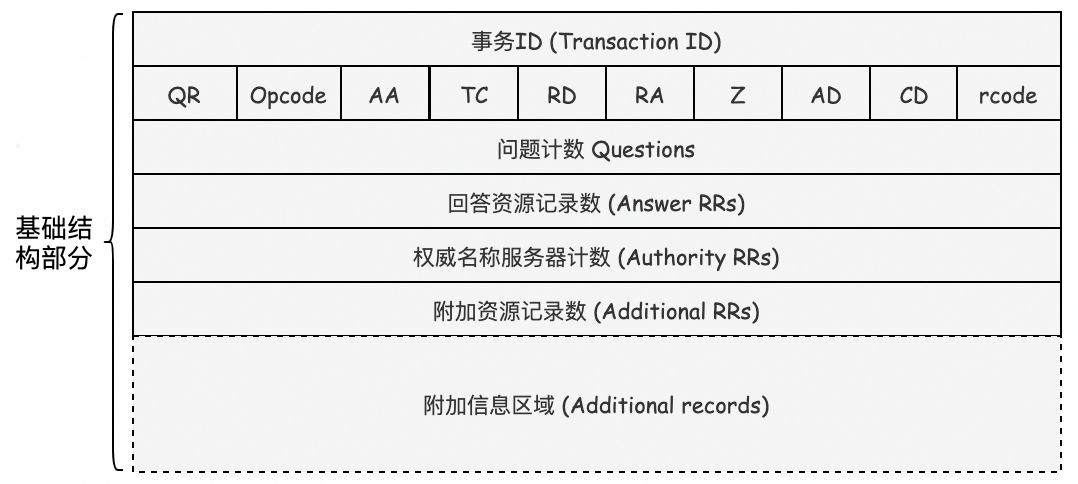 事务ID (Transaction ID)
QR Opcode AA TC RD RA Z AD CD rcode
问题计数 Questions
回答资源记录数 (Answer RRs)
基础结
构部分
权威名称服务器计数 (Authority RRs)
附加资源记录数 (Additional RRs)
附加信息区域 (Additional records)